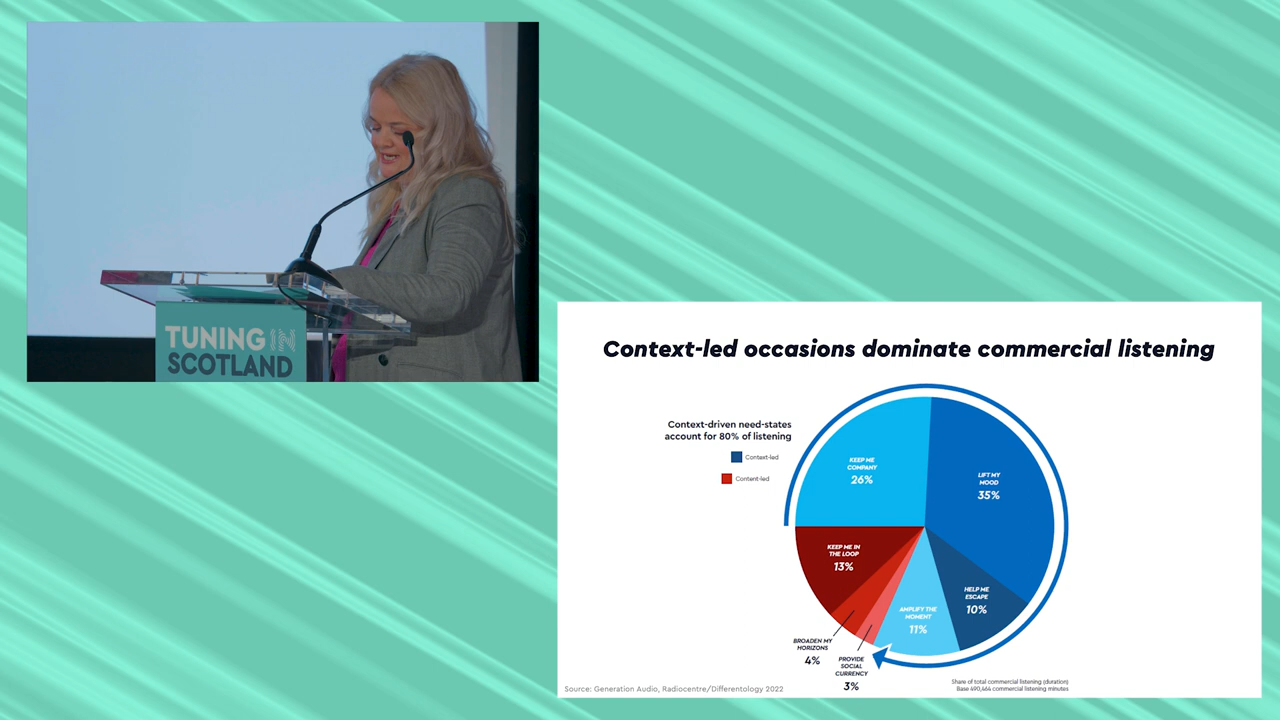 TUNING IN
SCOTLAND
Context-led occasions dominate commercial listening
Context-driven need-states
account for 80% of listening
Context-led
Content-led
KEEP ME
COMPANY
26%
LIFT MY
MOOD
35%
KEEP ME IN
THE LOOP
13%
HELP ME
ESCAPE
10%
AMPLIFY THE
MOMENT
11%
BROADEN MY
HORIZONS
4%
PROVIDE
SOCIAL
CURRENCY
3%
Source: Generation Audio, Radiocentre/Differentology 2022
Share of total commercial listening (duration)
Base 490,464 commercial listening minutes